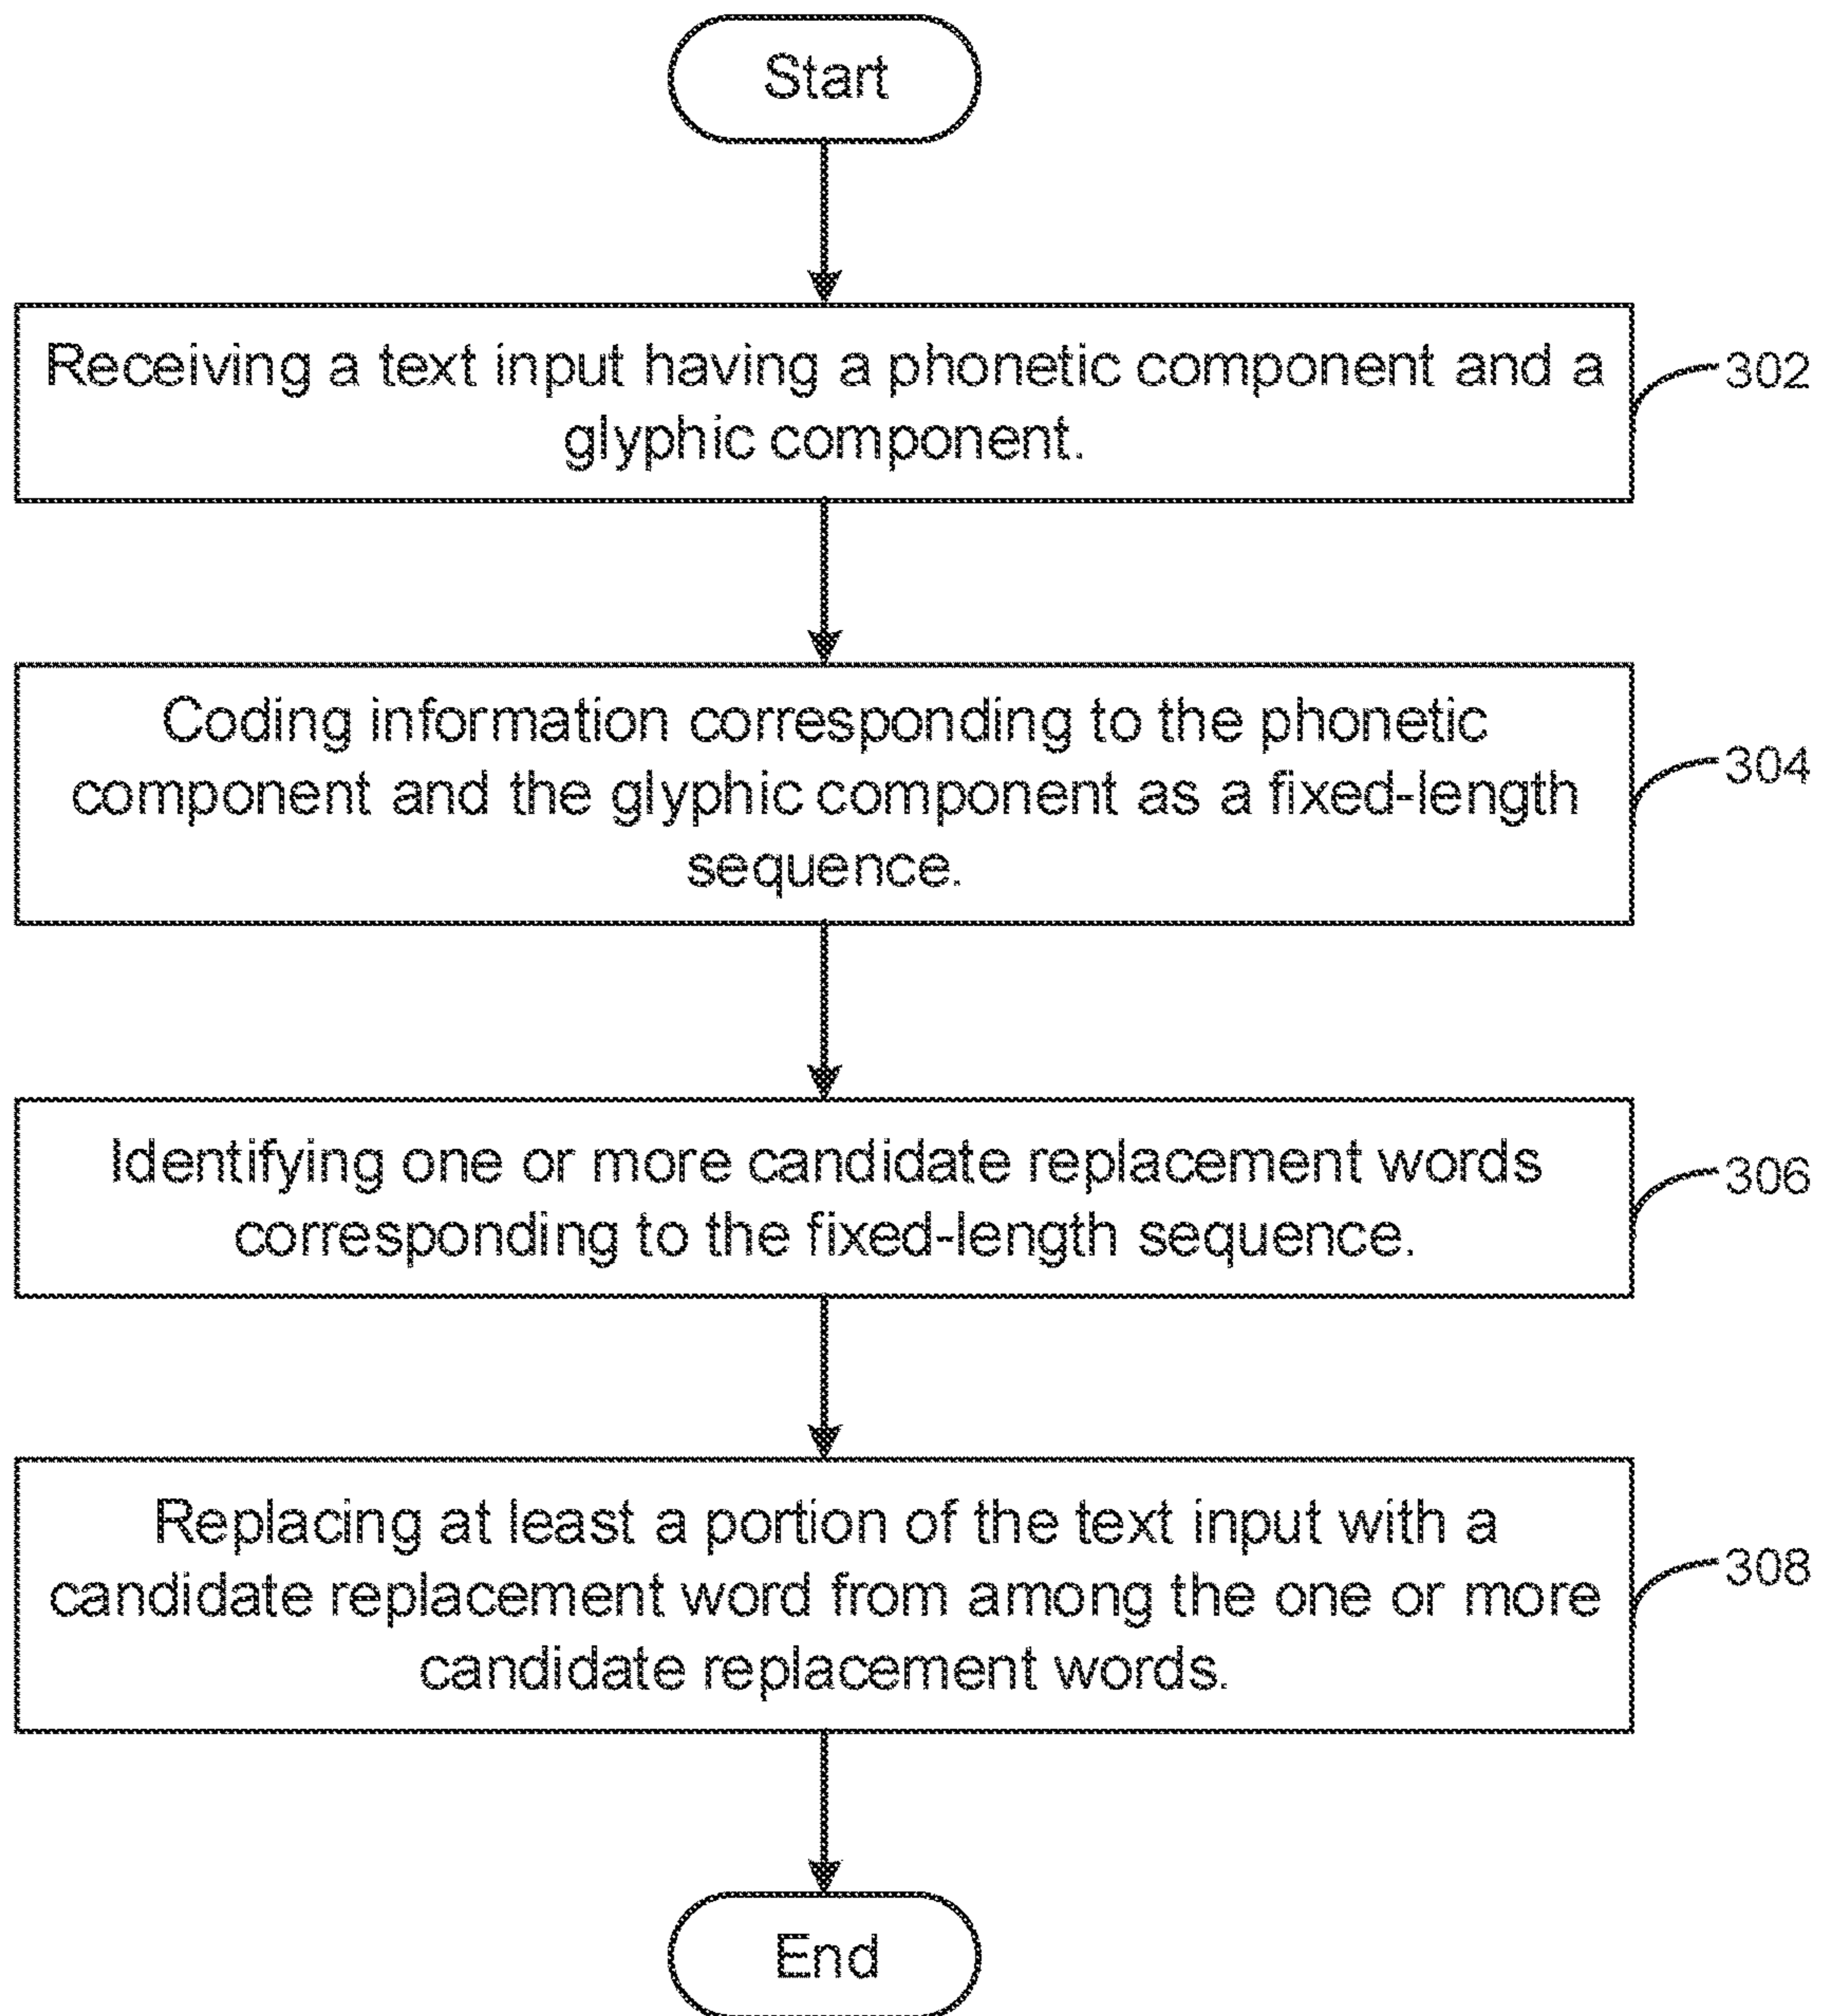 Start
Receiving a text input having a phonetic component and a
glyphic component.
302
Coding information corresponding to the phonetic
component and the glyphic component as a fixed-length
sequence.
304
Identifying one or more candidate replacement words
corresponding to the fixed-length sequence.
306
Replacing at least a portion of the text input with a
candidate replacement word from among the one or more
candidate replacement words.
308
End